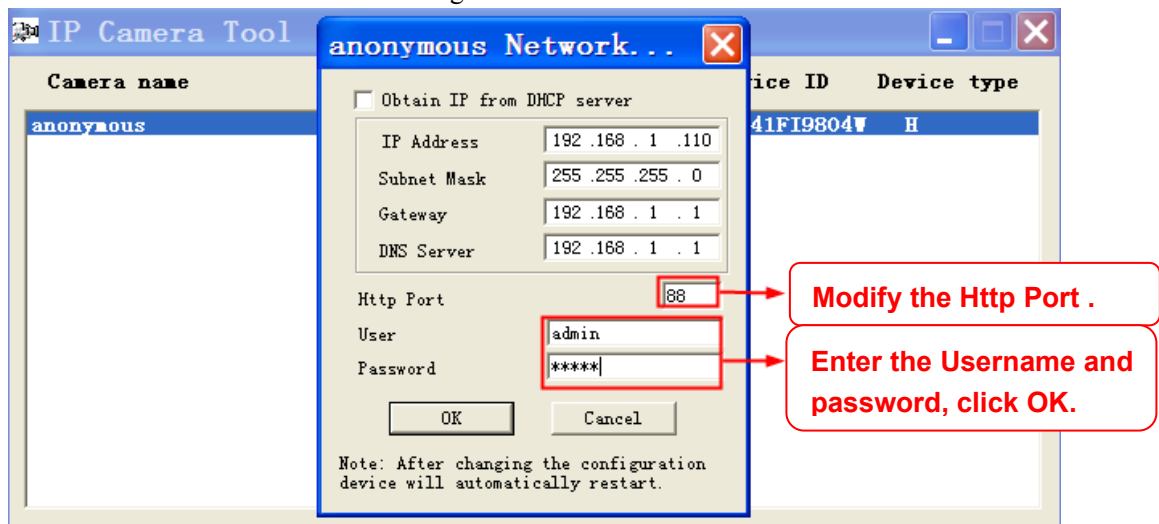 IP Camera Tool
anonymous Network...
Camera name
ice ID
Device type
anonymous
41FI9804W
H
Obtain IP from DHCP server
IP Address 192 .168 . 1 .110
Subnet Mask 255 .255 .255 . 0
Gateway 192 .168 . 1 . 1
DNS Server 192 .168 . 1 . 1
Http Port 88
User admin
Password *****
OK Cancel
Note: After changing the configuration
device will automatically restart.
Modify the Http Port .
Enter the Username and
password, click OK.